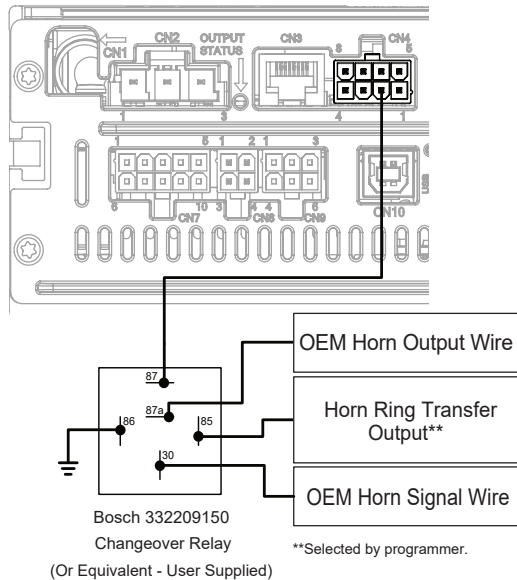 CN1
CN2
OUTPUT
STATUS
CN3
8
CN4
5
1
3
4
1
1
5
1
2
1
3
6
10
3
4
4
6
CN7
CN8
CN9
CN10
USB
87
87a
86
85
30
OEM Horn Output Wire
Horn Ring Transfer
Output**
OEM Horn Signal Wire
Bosch 332209150
Changeover Relay
(Or Equivalent - User Supplied)
**Selected by programmer.